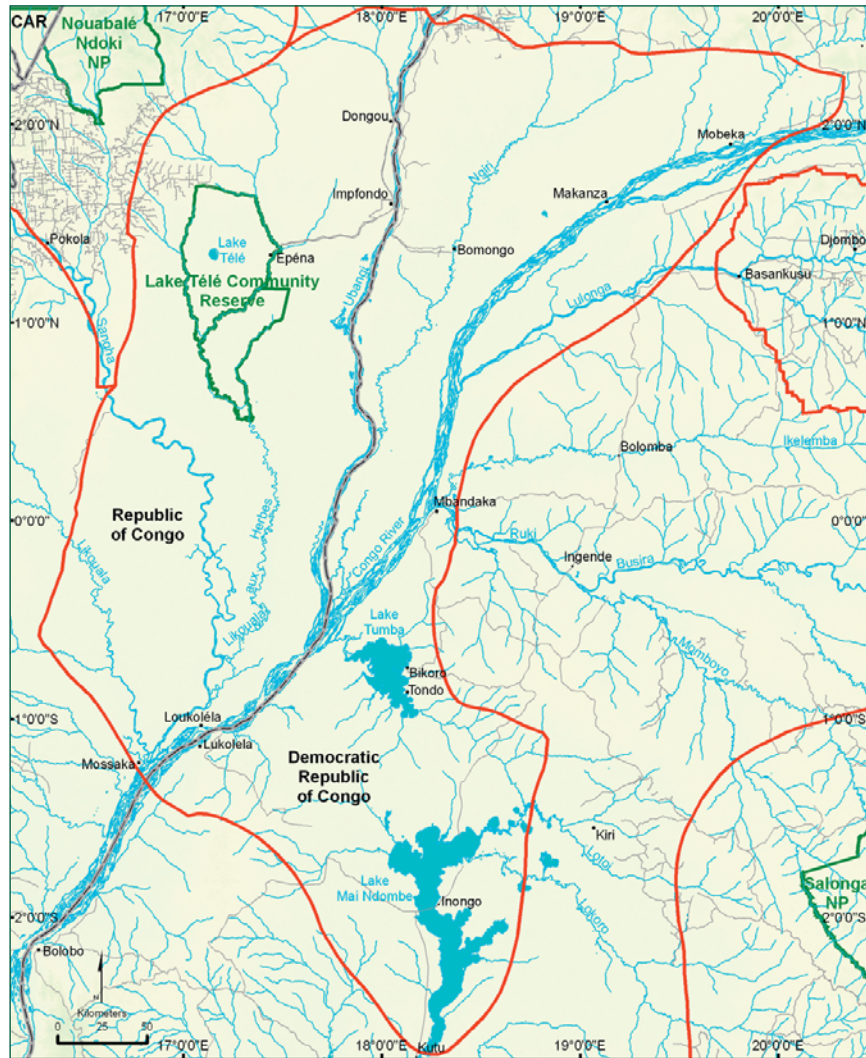 CAR
17°0'0"E
18°0'0"E
19°0'0"E
20°0'0"E
Nouabalé
Ndoki
NP
Dongou
2°0'0"N
2°0'0"N
Mobeka
Ngiri
Impfondo
Makanza
Pokola
Lake
Télé
Epéna
Bomongo
Djombo
Lake Télé Community
Reserve
Ubangi
Basankusu
Lulonga
Sangha
1°0'0"N
1°0'0"N
Bolomba
Ikelemba
Mbandaka
Republic
of Congo
0°0'0"
0°0'0"
Herbes
aux
Likouala
Likouala
Congo River
Ruki
Ingende
Busira
Lake
Tumba
Momboyo
Bikoro
Tondo
1°0'0"S
1°0'0"S
Loukoléla
Lukolela
Mossaka
Democratic
Republic
of Congo
Kiri
Lotoi
Lake
Mai Ndombe
Inongo
Lokoro
Salonga
NP
2°0'0"S
2°0'0"S
Bolobo
N
Kilometers
0 25 50
Kutu
17°0'0"E
18°0'0"E
19°0'0"E
20°0'0"E